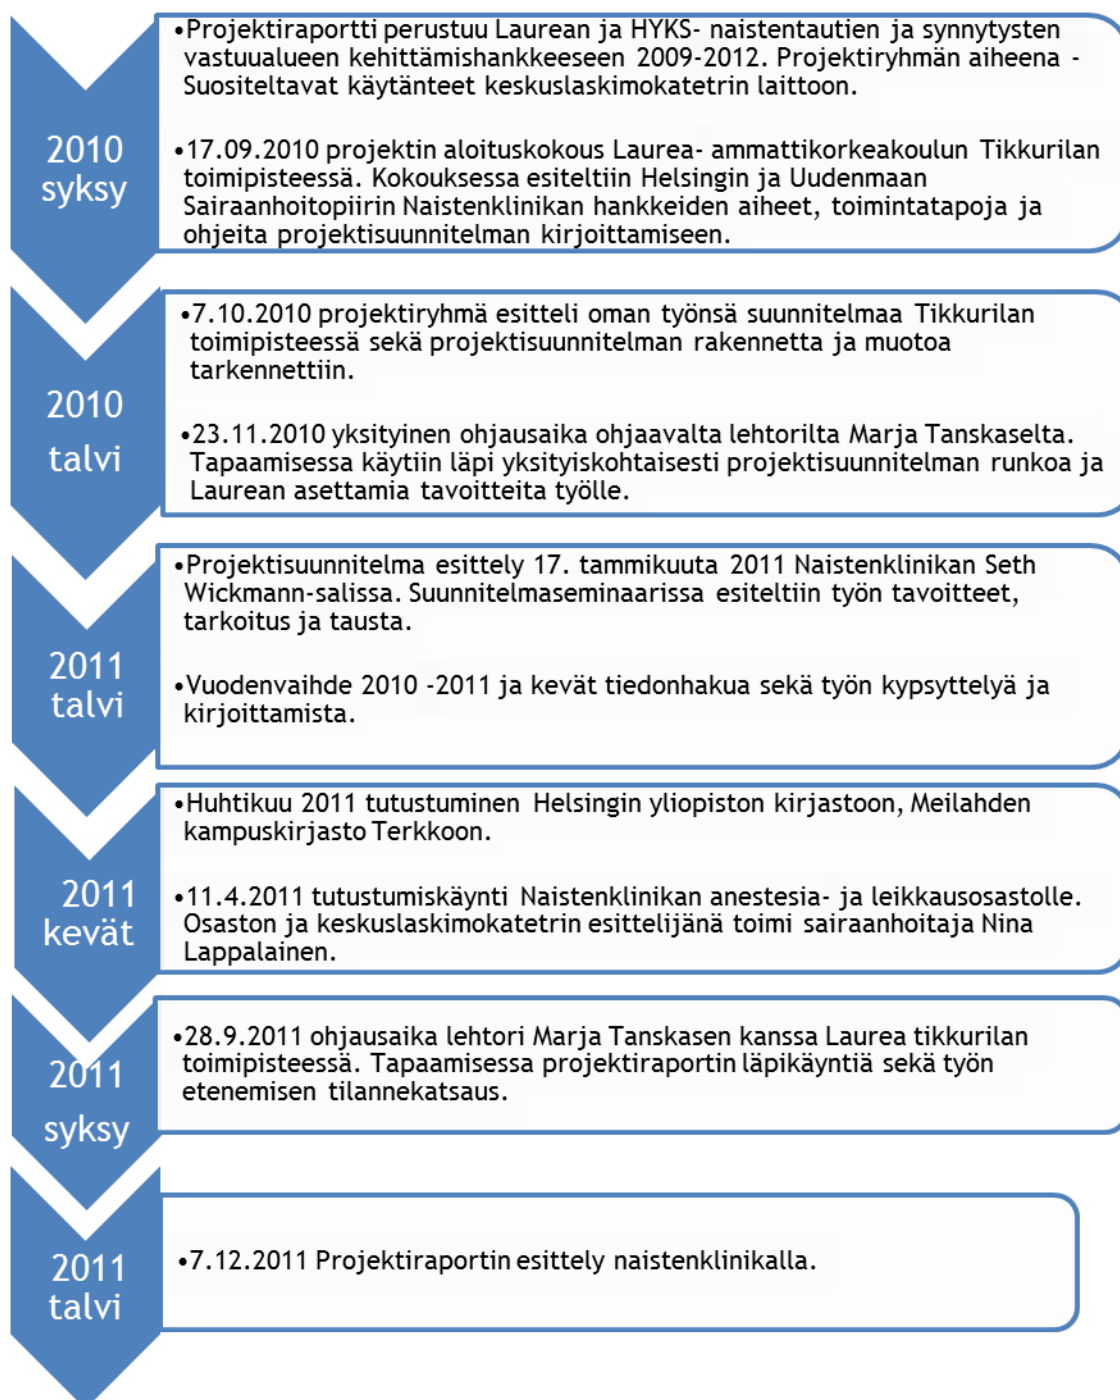 2010
syksy
•Projektiraportti perustuu Laurean ja HYKS- naistentautien ja synnytysten
vastuualueen kehittämishankkeeseen 2009-2012. Projektiryhmän aiheena -
Suositeltavat käytänteet keskuslaskimokatetrin laittoon.
•17.09.2010 projektin aloituskokous Laurea- ammattikorkeakoulun Tikkurilan
toimipisteessä. Kokouksessa esiteltiin Helsingin ja Uudenmaan
Sairaanhoitopiirin Naistenklinikan hankkeiden aiheet, toimintatapoja ja
ohjeita projektisuunnitelman kirjoittamiseen.
2010
talvi
•7.10.2010 projektiryhmä esitteli oman työnsä suunnitelmaa Tikkurilan
toimipisteessä sekä projektisuunnitelman rakennetta ja muotoa
tarkennettiin.
•23.11.2010 yksityinen ohjausaika ohjaavalta lehtorilta Marja Tanskaselta.
Tapaamisessa käytiin läpi yksityiskohtaisesti projektisuunnitelman runkoa ja
Laurean asettamia tavoitteita työlle.
2011
talvi
•Projektisuunnitelma esittely 17. tammikuuta 2011 Naistenklinikan Seth
Wickmann-salissa. Suunnitelmaseminaarissa esiteltiin työn tavoitteet,
tarkoitus ja tausta.
•Vuodenvaihde 2010 -2011 ja kevät tiedonhakua sekä työn kypsyttelyä ja
kirjoittamista.
2011
kevät
•Huhtikuu 2011 tutustuminen Helsingin yliopiston kirjastoon, Meilahden
kampuskirjasto Terkkoon.
•11.4.2011 tutustumiskäynti Naistenklinikan anestesia- ja leikkausosastolle.
Osaston ja keskuslaskimokatetrin esittelijänä toimi sairaanhoitaja Nina
Lappalainen.
2011
syksy
•28.9.2011 ohjausaika lehtori Marja Tanskasen kanssa Laurea tikkurilan
toimipisteessä. Tapaamisessa projektiraportin läpikäyntiä sekä työn
etenemisen tilannekatsaus.
2011
talvi
•7.12.2011 Projektiraportin esittely naistenklinikalla.